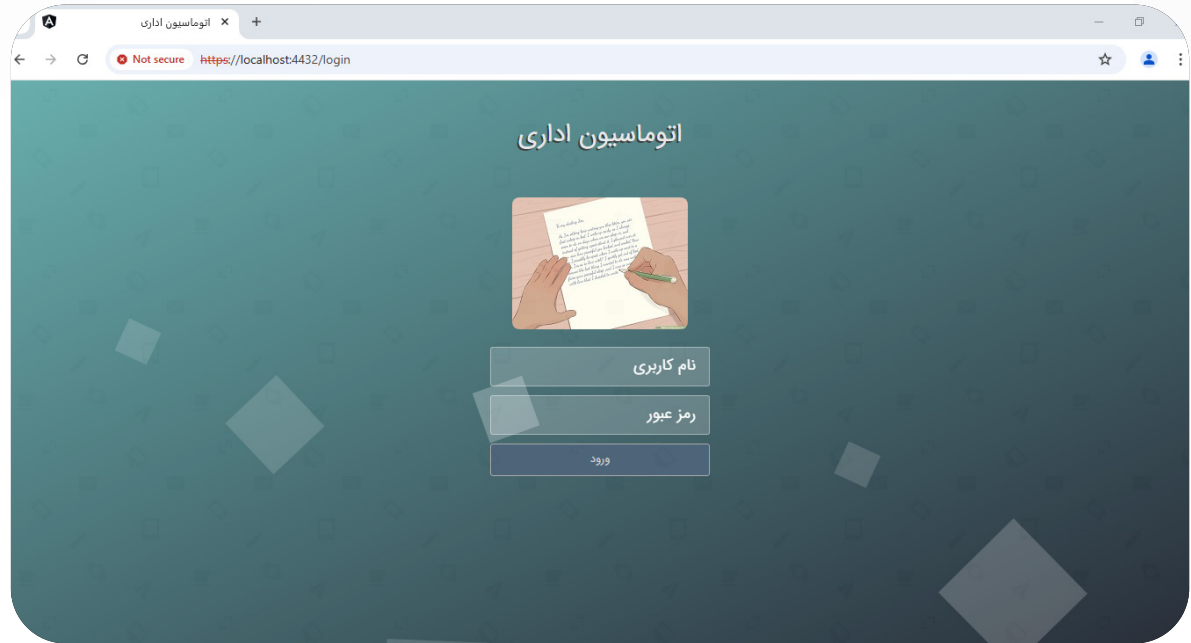 اتوماسیون اداری
Not secure https://localhost:4432/login
اتوماسیون اداری
نام کاربری
رمز عبور
ورود